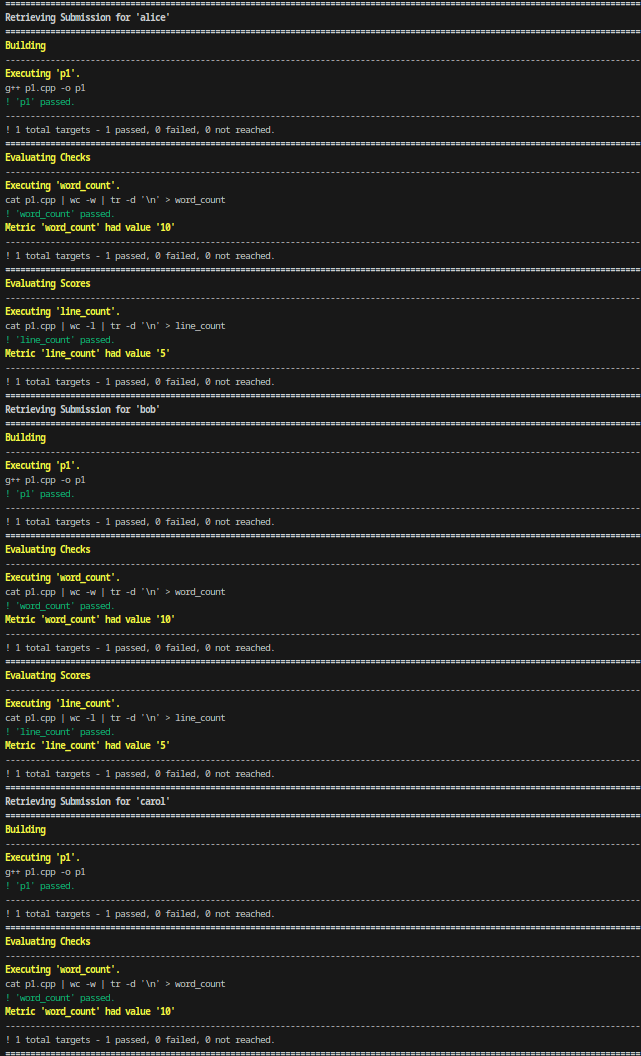 ================================================================================================================================
Retrieving Submission for 'alice'
================================================================================================================================
Building
--------------------------------------------------------------------------------------------------------------------------------
Executing 'p1'.
g++ p1.cpp -o p1
! 'p1' passed.
--------------------------------------------------------------------------------------------------------------------------------
! 1 total targets - 1 passed, 0 failed, 0 not reached.
================================================================================================================================
Evaluating Checks
--------------------------------------------------------------------------------------------------------------------------------
Executing 'word_count'.
cat p1.cpp | wc -w | tr -d '\n' > word_count
! 'word_count' passed.
Metric 'word_count' had value '10'
--------------------------------------------------------------------------------------------------------------------------------
! 1 total targets - 1 passed, 0 failed, 0 not reached.
================================================================================================================================
Evaluating Scores
--------------------------------------------------------------------------------------------------------------------------------
Executing 'line_count'.
cat p1.cpp | wc -l | tr -d '\n' > line_count
! 'line_count' passed.
Metric 'line_count' had value '5'
--------------------------------------------------------------------------------------------------------------------------------
! 1 total targets - 1 passed, 0 failed, 0 not reached.
================================================================================================================================
Retrieving Submission for 'bob'
================================================================================================================================
Building
--------------------------------------------------------------------------------------------------------------------------------
Executing 'p1'.
g++ p1.cpp -o p1
! 'p1' passed.
--------------------------------------------------------------------------------------------------------------------------------
! 1 total targets - 1 passed, 0 failed, 0 not reached.
================================================================================================================================
Evaluating Checks
--------------------------------------------------------------------------------------------------------------------------------
Executing 'word_count'.
cat p1.cpp | wc -w | tr -d '\n' > word_count
! 'word_count' passed.
Metric 'word_count' had value '10'
--------------------------------------------------------------------------------------------------------------------------------
! 1 total targets - 1 passed, 0 failed, 0 not reached.
================================================================================================================================
Evaluating Scores
--------------------------------------------------------------------------------------------------------------------------------
Executing 'line_count'.
cat p1.cpp | wc -l | tr -d '\n' > line_count
! 'line_count' passed.
Metric 'line_count' had value '5'
--------------------------------------------------------------------------------------------------------------------------------
! 1 total targets - 1 passed, 0 failed, 0 not reached.
================================================================================================================================
Retrieving Submission for 'carol'
================================================================================================================================
Building
--------------------------------------------------------------------------------------------------------------------------------
Executing 'p1'.
g++ p1.cpp -o p1
! 'p1' passed.
--------------------------------------------------------------------------------------------------------------------------------
! 1 total targets - 1 passed, 0 failed, 0 not reached.
================================================================================================================================
Evaluating Checks
--------------------------------------------------------------------------------------------------------------------------------
Executing 'word_count'.
cat p1.cpp | wc -w | tr -d '\n' > word_count
! 'word_count' passed.
Metric 'word_count' had value '10'
--------------------------------------------------------------------------------------------------------------------------------
! 1 total targets - 1 passed, 0 failed, 0 not reached.
================================================================================================================================